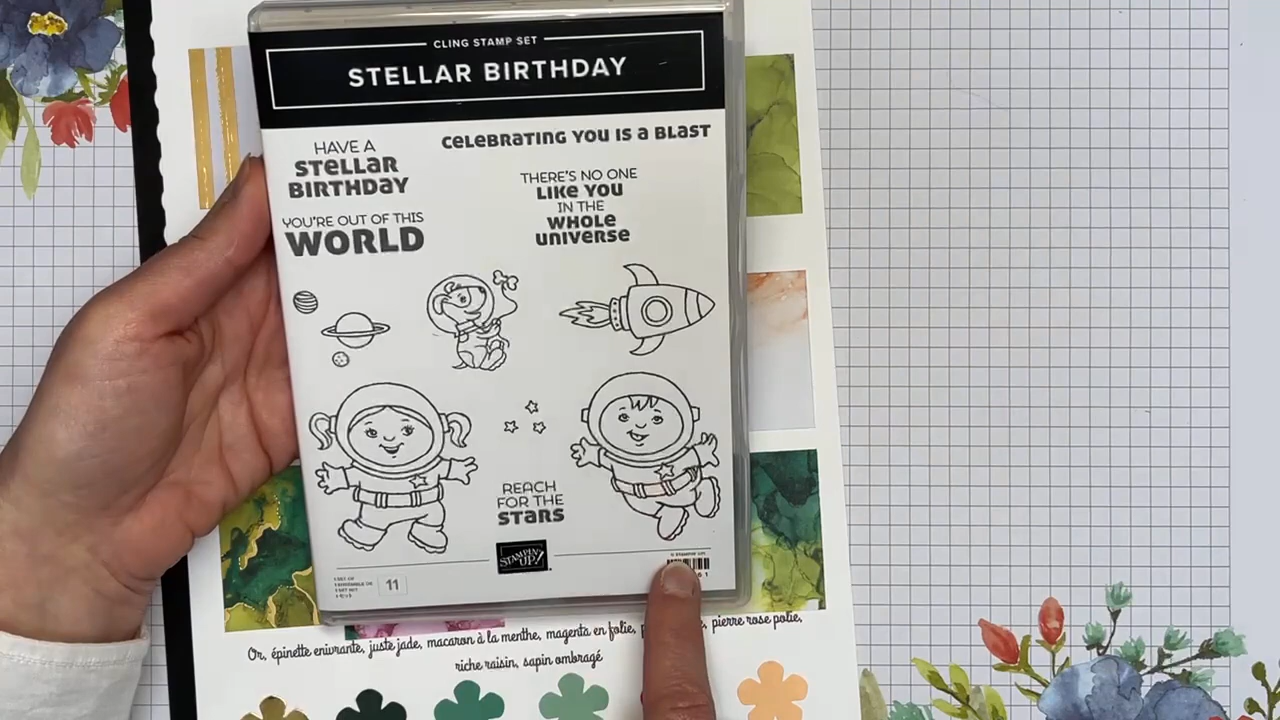 CLING STAMP SET
STELLAR BIRTHDAY
HAVE A
STELLAR
BIRTHDAY
CELEBRATING YOU IS A BLAST
YOU'RE OUT OF THIS
WORLD
THERE'S NO ONE
LIKE YOU
IN THE
WHOLE
UNIVERSE
REACH
FOR THE
STARS
STAMPIN' UP!
© STAMPIN' UP!
11
Or, épinette enivrante, juste jade, macaron à la menthe, magenta en folie, pierre rose polie,
riche raisin, sapin ombragé